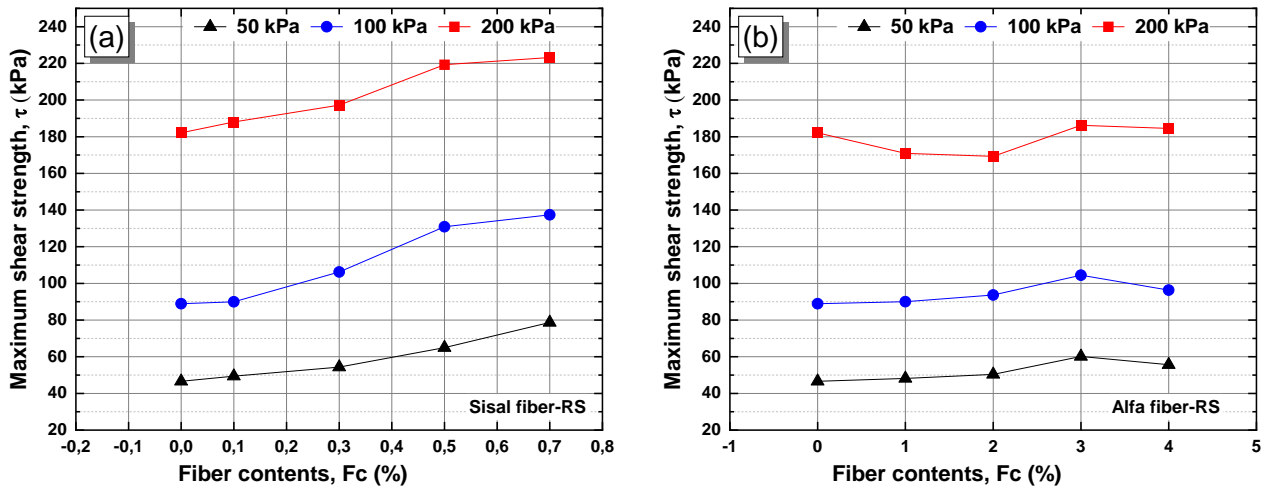 (a)
50 kPa 100 kPa 200 kPa
Maximum shear strength, τ (kPa)
240
220
200
180
160
140
120
100
80
60
40
20
Sisal fiber-RS
-0,2 -0,1 0,0 0,1 0,2 0,3 0,4 0,5 0,6 0,7 0,8
Fiber contents, Fc (%)
(b)
50 kPa 100 kPa 200 kPa
Maximum shear strength, τ (kPa)
240
220
200
180
160
140
120
100
80
60
40
20
Alfa fiber-RS
-1 0 1 2 3 4 5
Fiber contents, Fc (%)